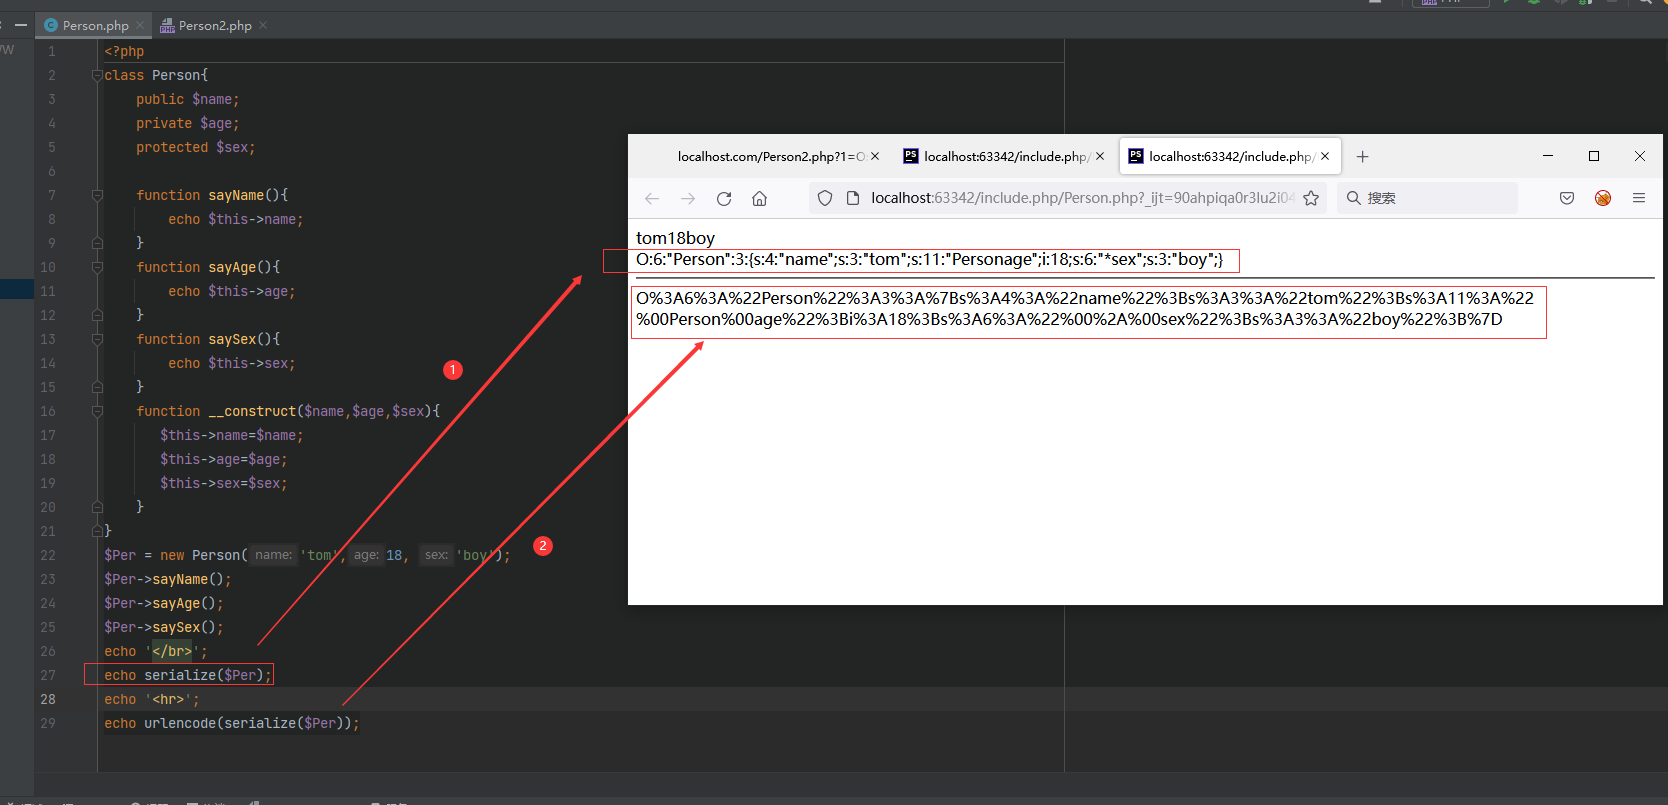 Person.php
Person2.php
1 <?php
2 class Person{
3 public $name;
4 private $age;
5 protected $sex;
6
7 function sayName(){
8 echo $this->name;
9 }
10 function sayAge(){
11 echo $this->age;
12 }
13 function saySex(){
14 echo $this->sex;
15 }
16 function __construct($name,$age,$sex){
17 $this->name=$name;
18 $this->age=$age;
19 $this->sex=$sex;
20 }
21 }
22 $Per = new Person( name: 'tom', age: 18, sex: 'boy');
23 $Per->sayName();
24 $Per->sayAge();
25 $Per->saySex();
26 echo '</br>';
27 echo serialize($Per);
28 echo '<hr>';
29 echo urlencode(serialize($Per));
1
2
localhost.com/Person2.php?1=O:
PS localhost:63342/include.php/
PS localhost:63342/include.php/
localhost:63342/include.php/Person.php?_ijt=90ahpiqa0r3lu2i04
搜索
tom18boy
O:6:"Person":3:{s:4:"name";s:3:"tom";s:11:"Personage";i:18;s:6:"*sex";s:3:"boy";}
O%3A6%3A%22Person%22%3A3%3A%7Bs%3A4%3A%22name%22%3Bs%3A3%3A%22tom%22%3Bs%3A11%3A%22
%00Person%00age%22%3Bi%3A18%3Bs%3A6%3A%22%00%2A%00sex%22%3Bs%3A3%3A%22boy%22%3B%7D